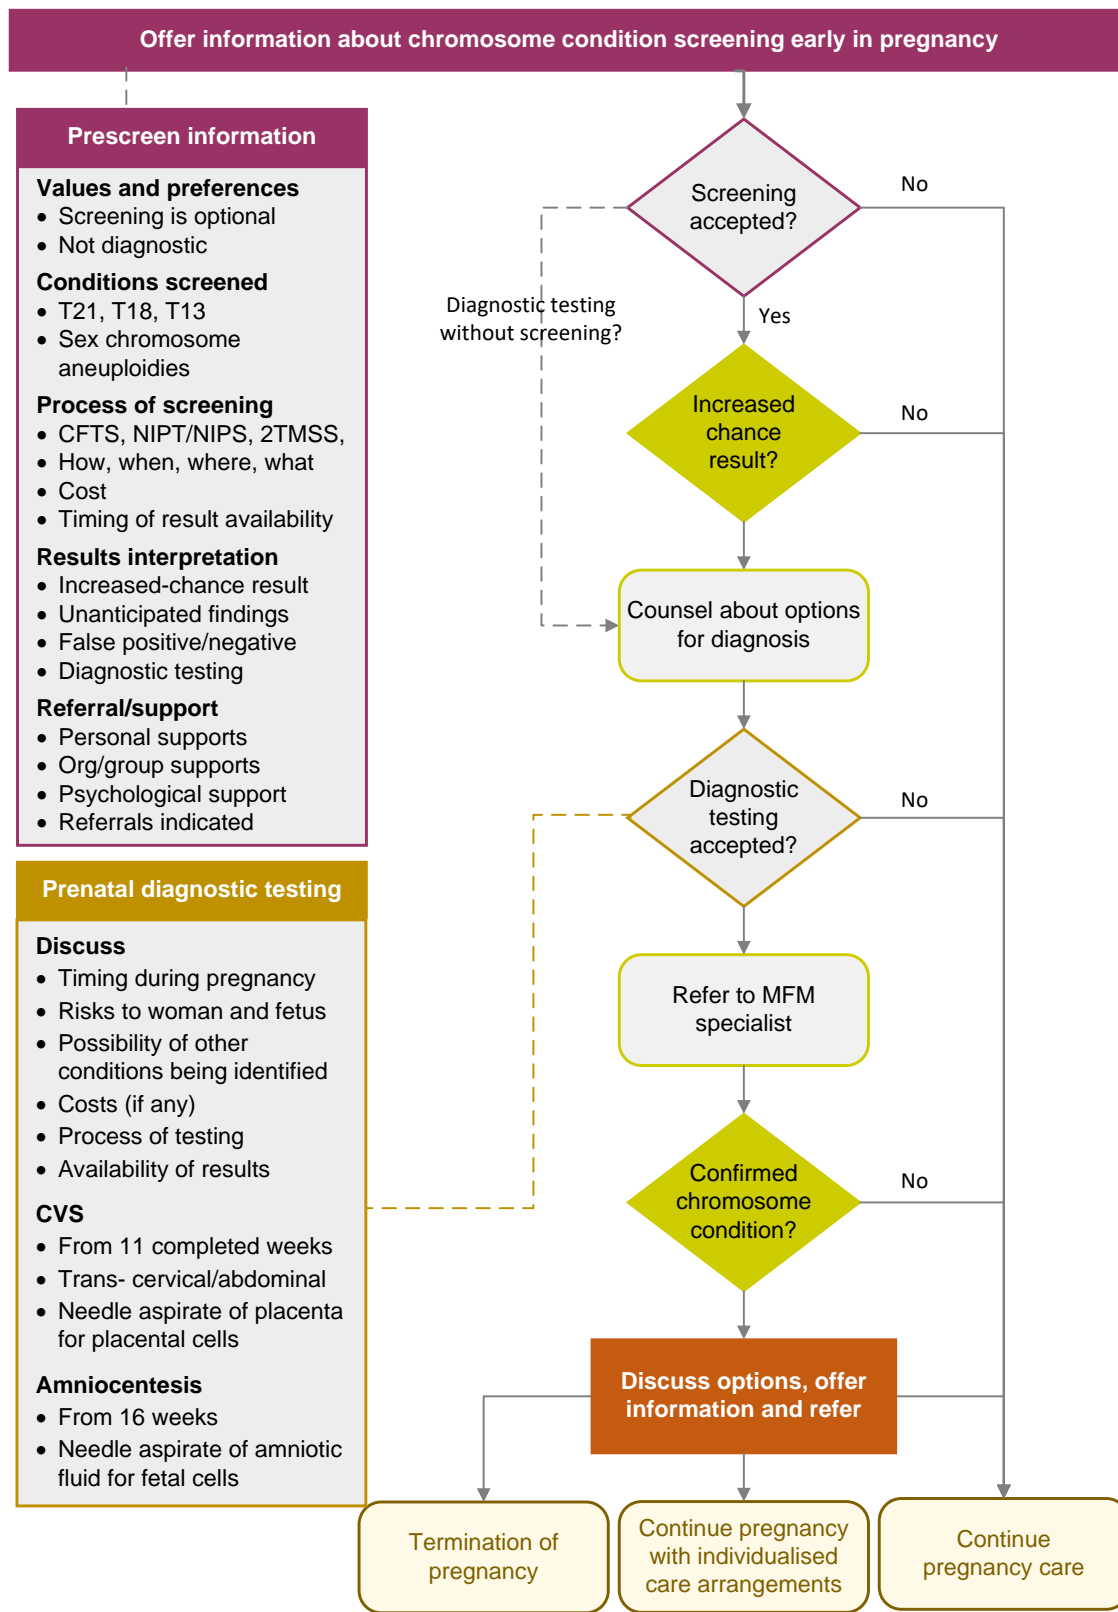 Offer information about chromosome condition screening early in pregnancy
Prescreen information
Values and preferences
• Screening is optional
• Not diagnostic
Conditions screened
• T21, T18, T13
• Sex chromosome
aneuploidies
Process of screening
• CFTS, NIPT/NIPS, 2TMSS,
• How, when, where, what
• Cost
• Timing of result availability
Results interpretation
• Increased-chance result
• Unanticipated findings
• False positive/negative
• Diagnostic testing
Referral/support
• Personal supports
• Org/group supports
• Psychological support
• Referrals indicated
Prenatal diagnostic testing
Discuss
• Timing during pregnancy
• Risks to woman and fetus
• Possibility of other
conditions being identified
• Costs (if any)
• Process of testing
• Availability of results
CVS
• From 11 completed weeks
• Trans- cervical/abdominal
• Needle aspirate of placenta
for placental cells
Amniocentesis
• From 16 weeks
• Needle aspirate of amniotic
fluid for fetal cells
Screening
accepted?
No
Diagnostic testing
without screening?
Yes
Increased
chance
result?
No
Counsel about options
for diagnosis
Diagnostic
testing
accepted?
No
Refer to MFM
specialist
Confirmed
chromosome
condition?
No
Discuss options, offer
information and refer
Termination of
pregnancy
Continue pregnancy
with individualised
care arrangements
Continue
pregnancy care